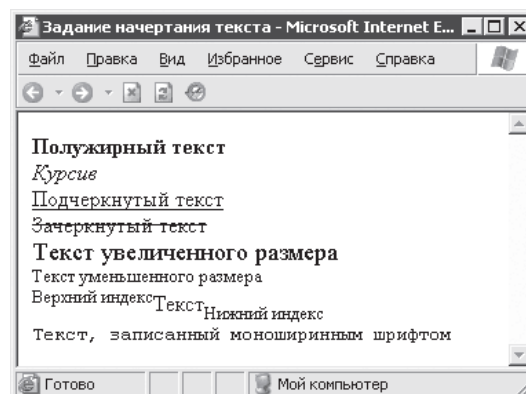 Задание начертания текста - Microsoft Internet E...
Файл Правка Вид Избранное Сервис Справка
Полужирный текст
Курсив
Подчеркнутый текст
Зачеркнутый текст
Текст увеличенного размера
Текст уменьшенного размера
Верхний индексТекстНижний индекс
Текст, записанный моноширинным шрифтом
Готово Мой компьютер